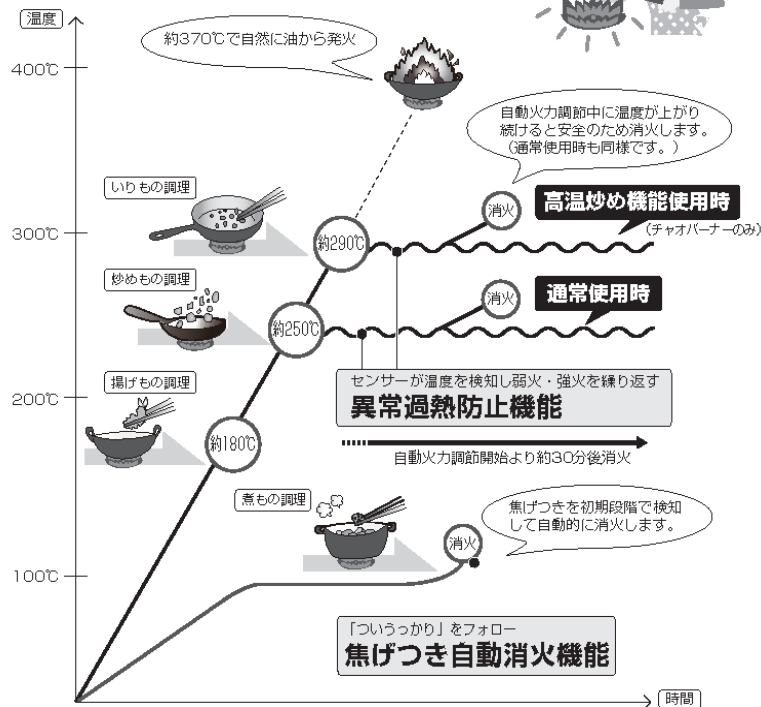 温度
約370℃で自然に油から発火
400℃
自動火力調節中に温度が上がり
続けると安全のため消火します。
（通常使用時も同様です。）
いりもの調理
消火
高温炒め機能使用時
(チャオバーナーのみ)
300℃
約290℃
炒めもの調理
消火
通常使用時
約250℃
揚げもの調理
200℃
センサーが温度を検知し弱火・強火を繰り返す
異常過熱防止機能
約180℃
自動火力調節開始より約30分後消火
煮もの調理
焦げつきを初期段階で検知
して自動的に消火します。
消火
100℃
「ついうっかり」をフォロー
焦げつき自動消火機能
時間